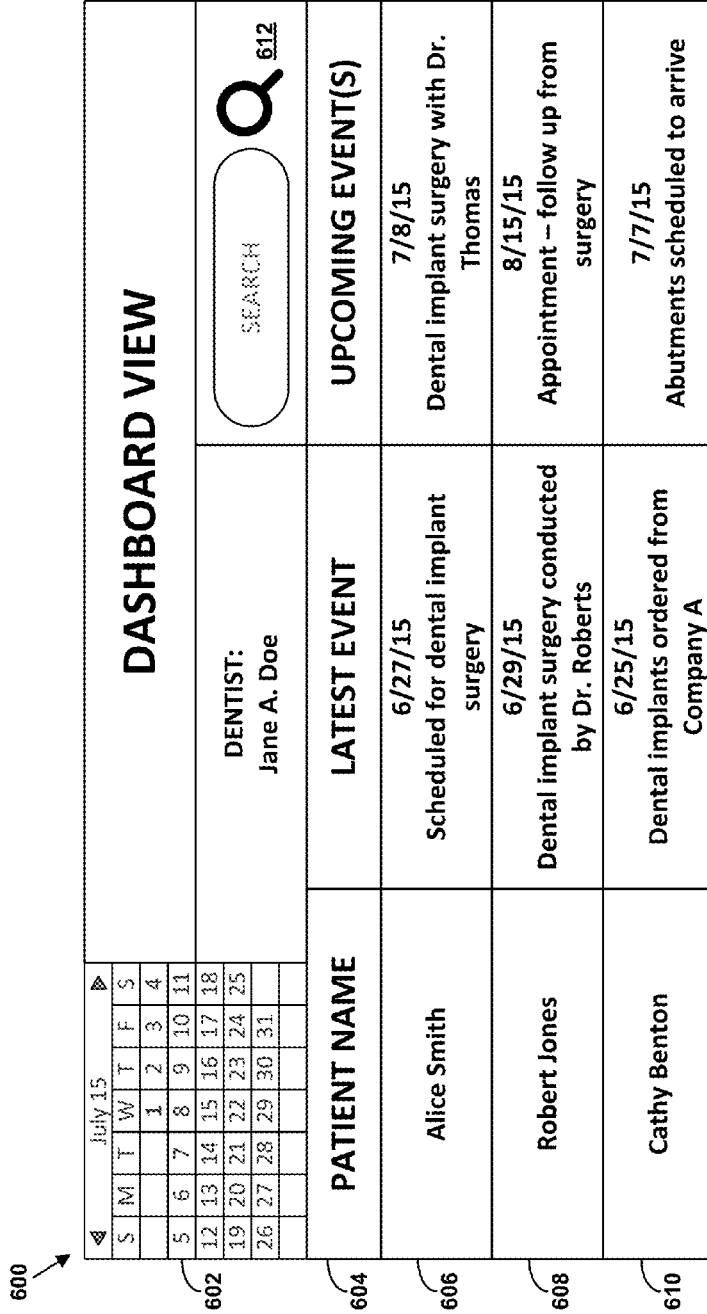 600
July 15
S M T W T F S
1 2 3 4
5 6 7 8 9 10 11
12 13 14 15 16 17 18
19 20 21 22 23 24 25
26 27 28 29 30 31
DASHBOARD VIEW
602
DENTIST:
Jane A. Doe
SEARCH
612
604
PATIENT NAME
LATEST EVENT
UPCOMING EVENT(S)
606
Alice Smith
6/27/15
Scheduled for dental implant
surgery
7/8/15
Dental implant surgery with Dr.
Thomas
608
Robert Jones
6/29/15
Dental implant surgery conducted
by Dr. Roberts
8/15/15
Appointment – follow up from
surgery
610
Cathy Benton
6/25/15
Dental implants ordered from
Company A
7/7/15
Abutments scheduled to arrive